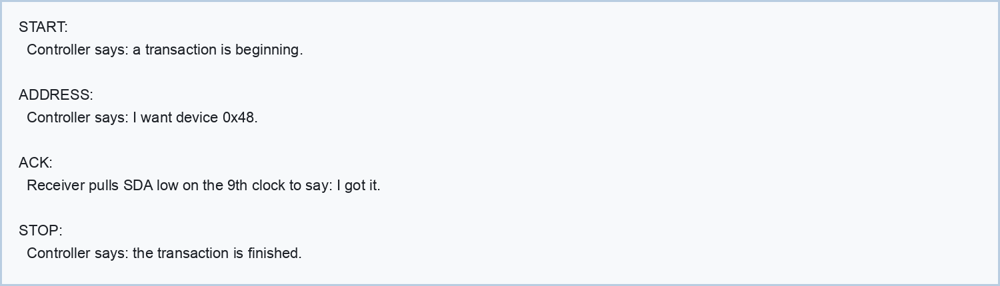 START:
Controller says: a transaction is beginning.
ADDRESS:
Controller says: I want device 0x48.
ACK:
Receiver pulls SDA low on the 9th clock to say: I got it.
STOP:
Controller says: the transaction is finished.